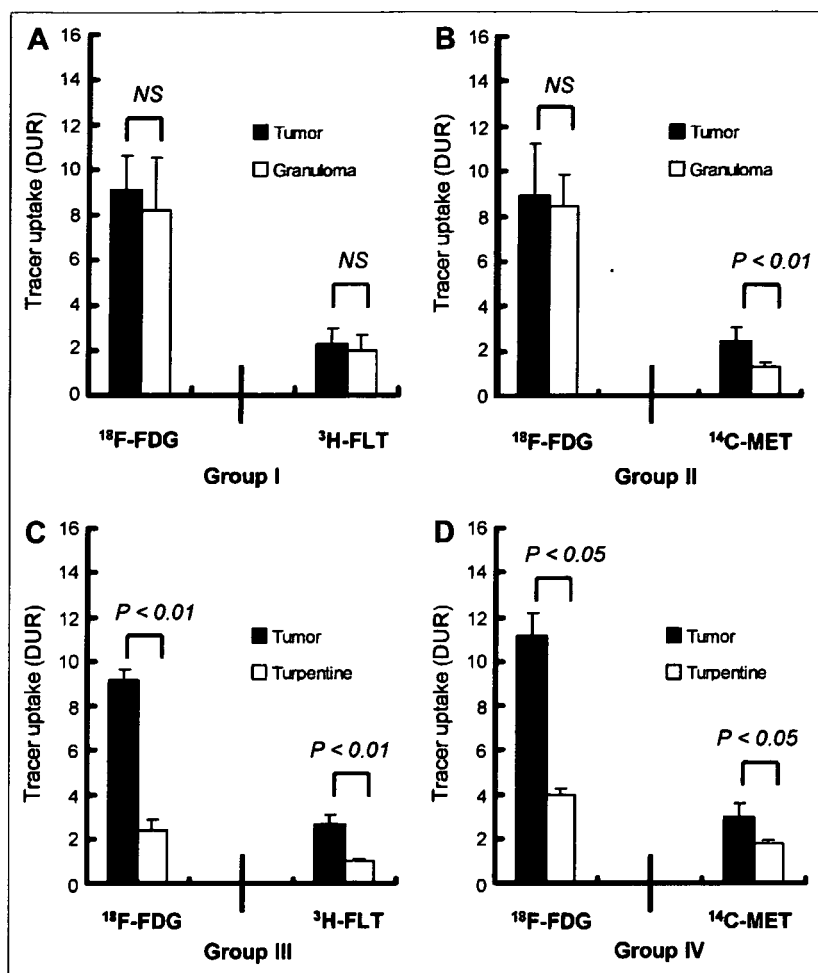 A
16
14
12
10
8
6
4
2
0
Tracer uptake (DUR)
NS
NS
Tumor
Granuloma
¹⁸F-FDG
³H-FLT
Group I
B
16
14
12
10
8
6
4
2
0
Tracer uptake (DUR)
NS
P < 0.01
Tumor
Granuloma
¹⁸F-FDG
¹⁴C-MET
Group II
C
16
14
12
10
8
6
4
2
0
Tracer uptake (DUR)
P < 0.01
P < 0.01
Tumor
Turpentine
¹⁸F-FDG
³H-FLT
Group III
D
16
14
12
10
8
6
4
2
0
Tracer uptake (DUR)
P < 0.05
P < 0.05
Tumor
Turpentine
¹⁸F-FDG
¹⁴C-MET
Group IV